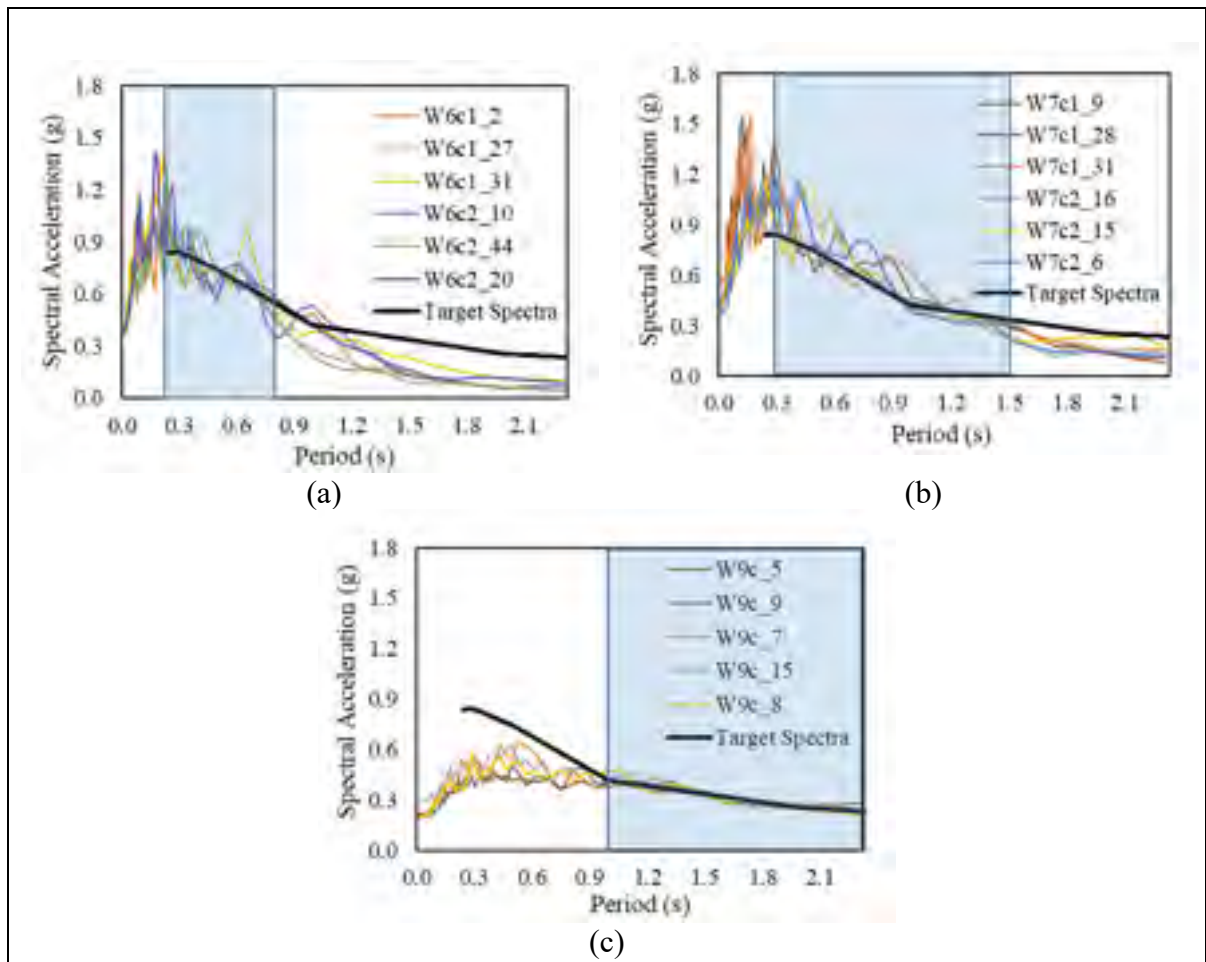 Spectral Acceleration (g)
1.8
1.5
1.2
0.9
0.6
0.3
0.0
W6c1_2
W6c1_27
W6c1_31
W6c2_10
W6c2_44
W6c2_20
Target Spectra
0.0 0.3 0.6 0.9 1.2 1.5 1.8 2.1
Period (s)
(a)
Spectral Acceleration (g)
1.8
1.5
1.2
0.9
0.6
0.3
0.0
W7c1_9
W7c1_28
W7c1_31
W7c2_16
W7c2_15
W7c2_6
Target Spectra
0.0 0.3 0.6 0.9 1.2 1.5 1.8 2.1
Period (s)
(b)
Spectral Acceleration (g)
1.8
1.5
1.2
0.9
0.6
0.3
0.0
W9c_5
W9c_9
W9c_7
W9c_15
W9c_8
Target Spectra
0.0 0.3 0.6 0.9 1.2 1.5 1.8 2.1
Period (s)
(c)